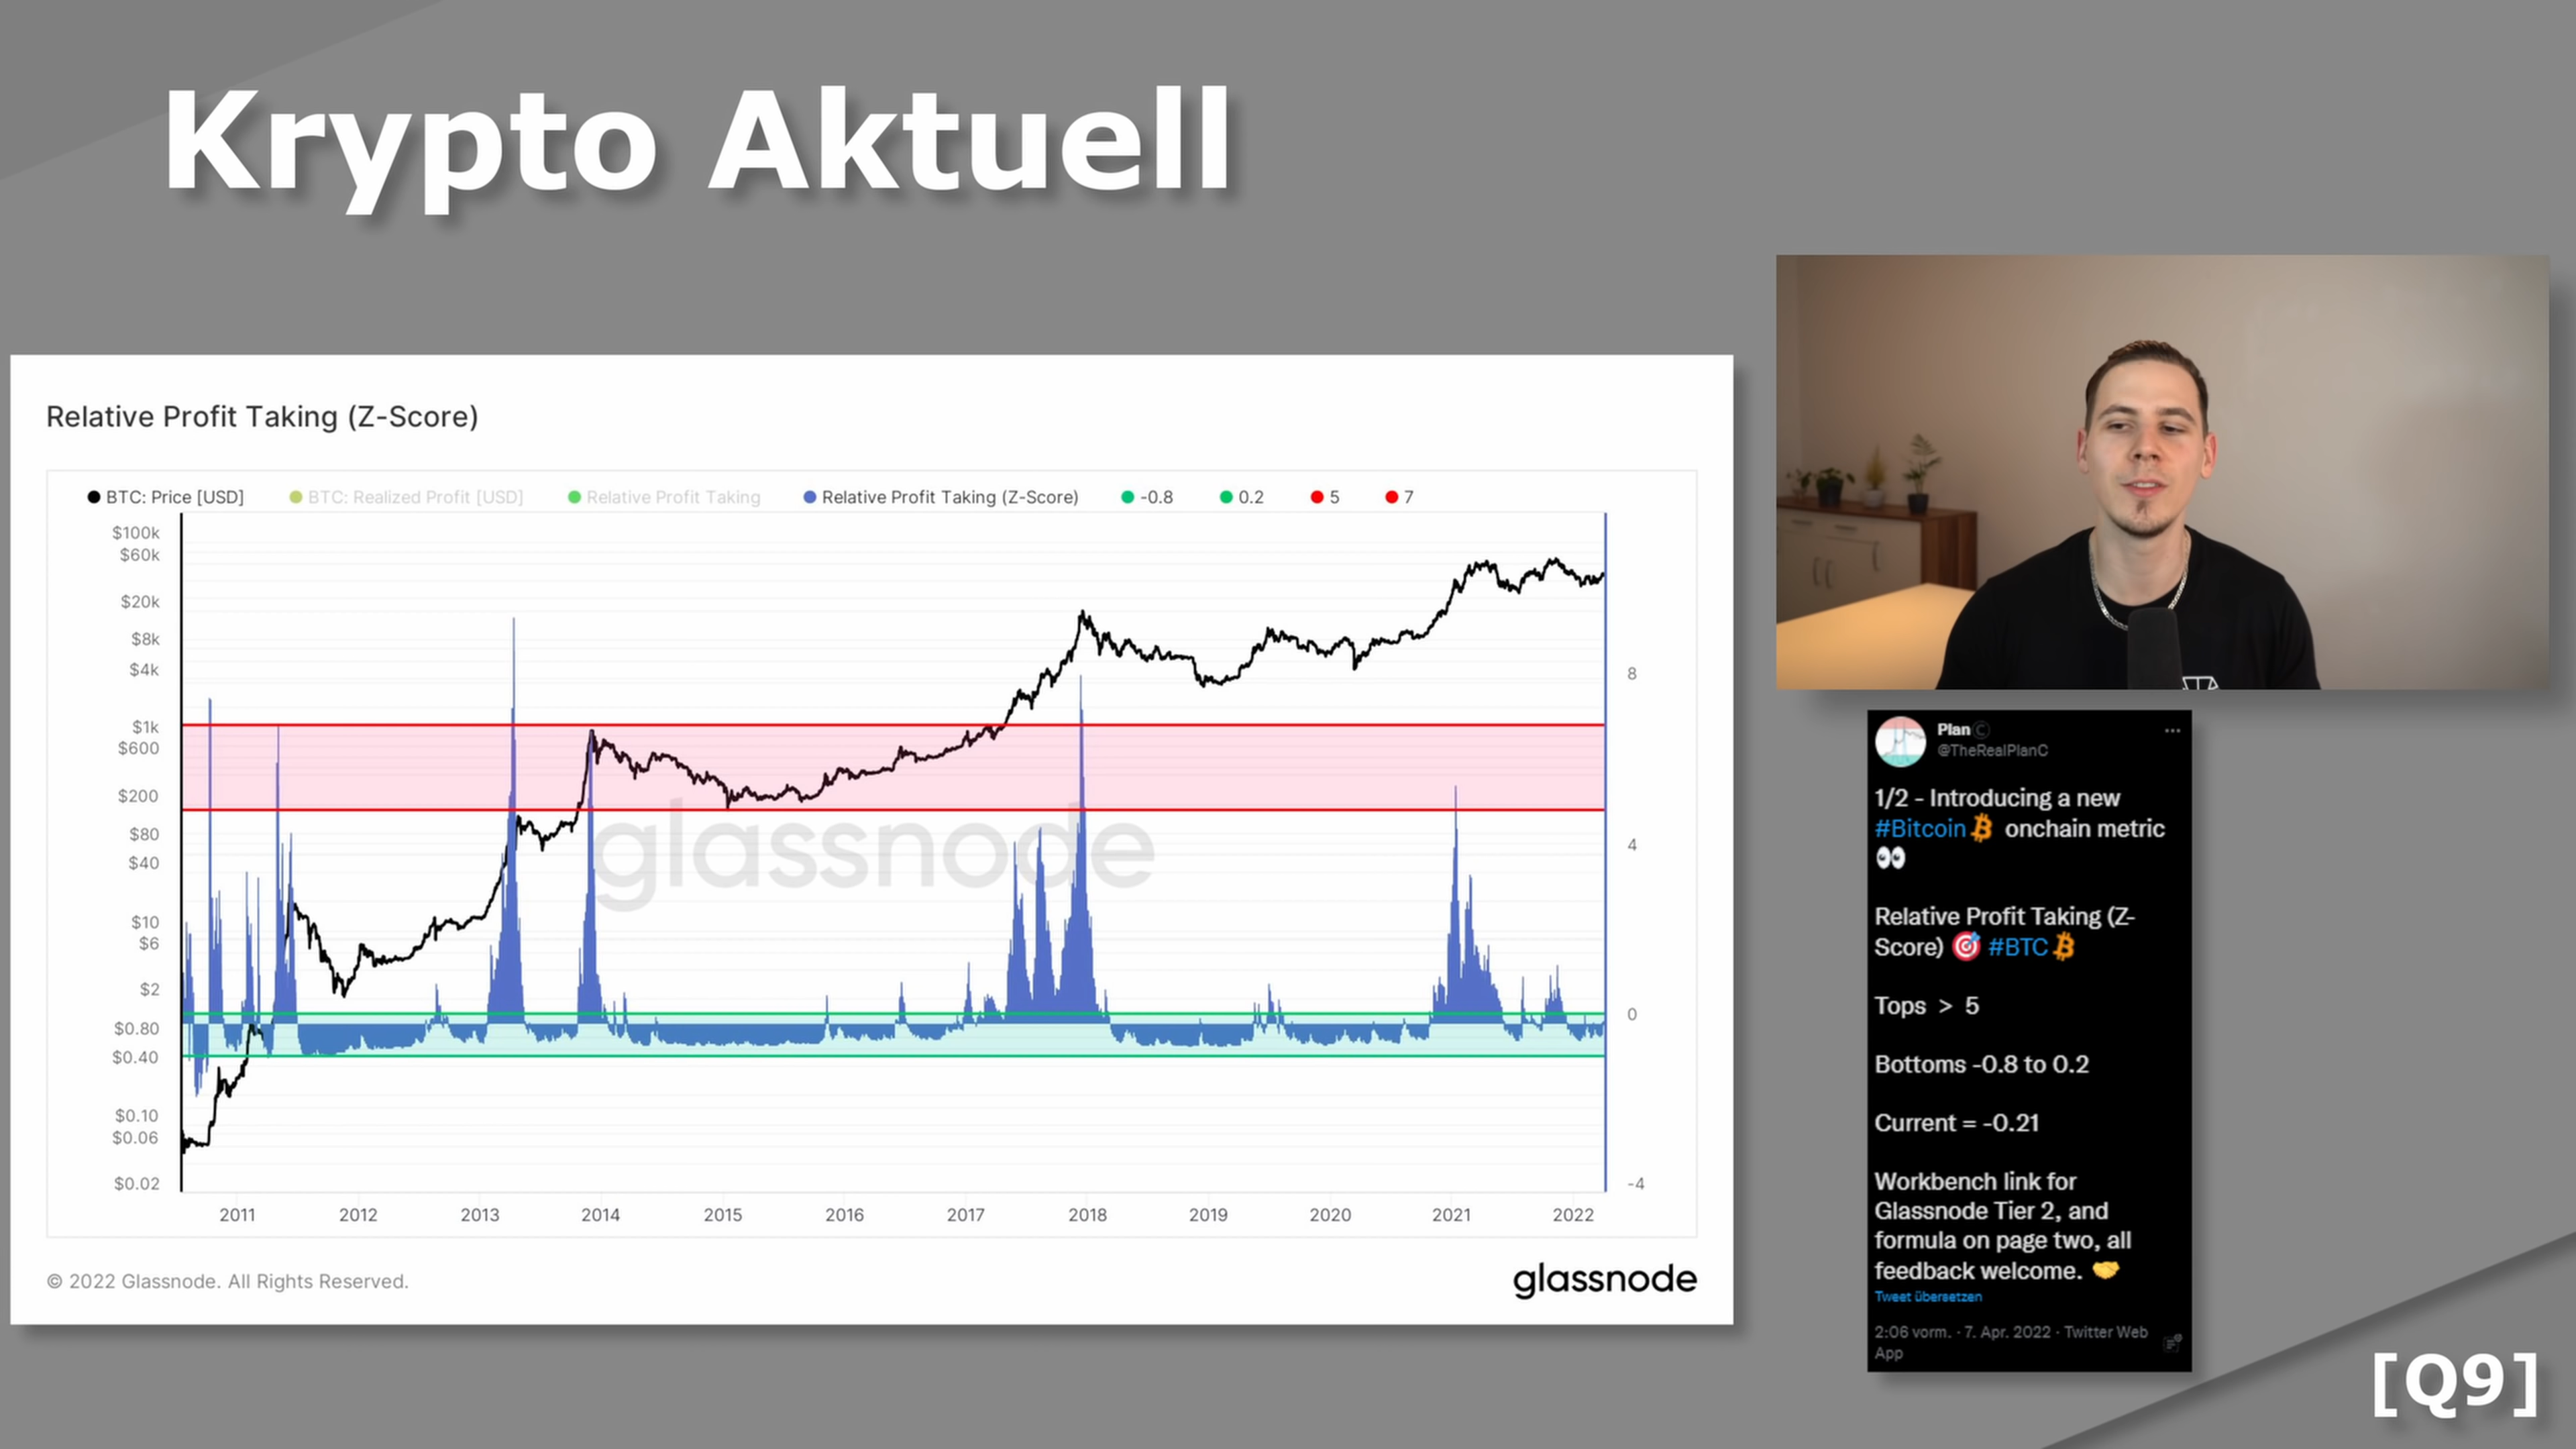 Krypto Aktuell
Relative Profit Taking (Z-Score)
BTC: Price [USD]
BTC: Realized Profit [USD]
Relative Profit Taking
Relative Profit Taking (Z-Score)
-0.8
0.2
5
7
$100k
$60k
$20k
$8k
$4k
$1k
$600
$200
$80
$40
$10
$6
$2
$0.80
$0.40
$0.10
$0.06
$0.02
8
4
0
-4
glassnode
2011
2012
2013
2014
2015
2016
2017
2018
2019
2020
2021
2022
© 2022 Glassnode. All Rights Reserved.
glassnode
Plan©
@TheRealPlanC
1/2 - Introducing a new
#Bitcoin onchain metric
👀
Relative Profit Taking (Z-
Score) 🎯 #BTC
Tops > 5
Bottoms -0.8 to 0.2
Current = -0.21
Workbench link for
Glassnode Tier 2, and
formula on page two, all
feedback welcome. 🤝
Tweet übersetzen
2:06 vorm. · 7. Apr. 2022 · Twitter Web
App
[Q9]